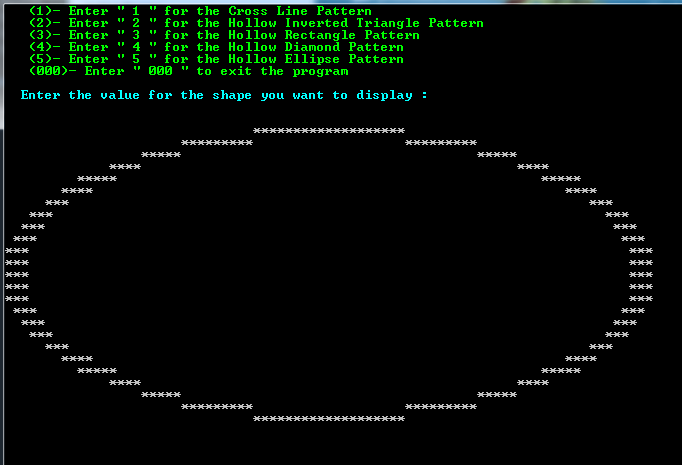 (1)- Enter " 1 " for the Cross Line Pattern
(2)- Enter " 2 " for the Hollow Inverted Triangle Pattern
(3)- Enter " 3 " for the Hollow Rectangle Pattern
(4)- Enter " 4 " for the Hollow Diamond Pattern
(5)- Enter " 5 " for the Hollow Ellipse Pattern
(000)- Enter " 000 " to exit the program
Enter the value for the shape you want to display :